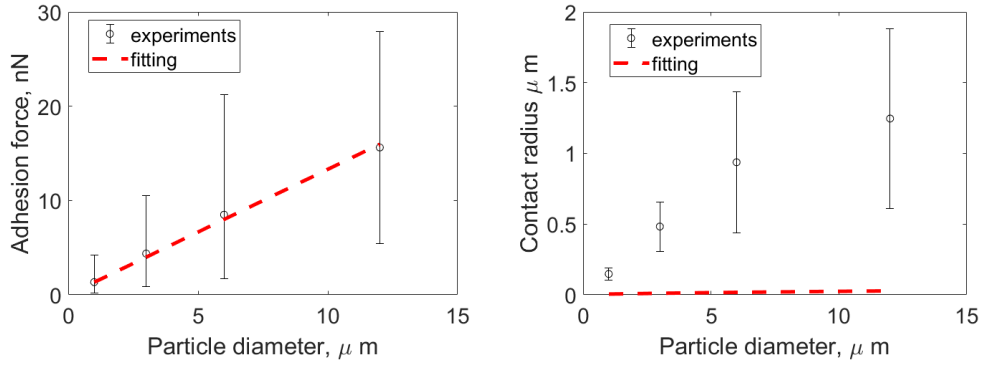 30
20
10
0
Adhesion force, nN
experiments
fitting
0
5
10
15
Particle diameter, μ m
2
1.5
1
0.5
0
Contact radius μ m
experiments
fitting
0
5
10
15
Particle diameter, μ m